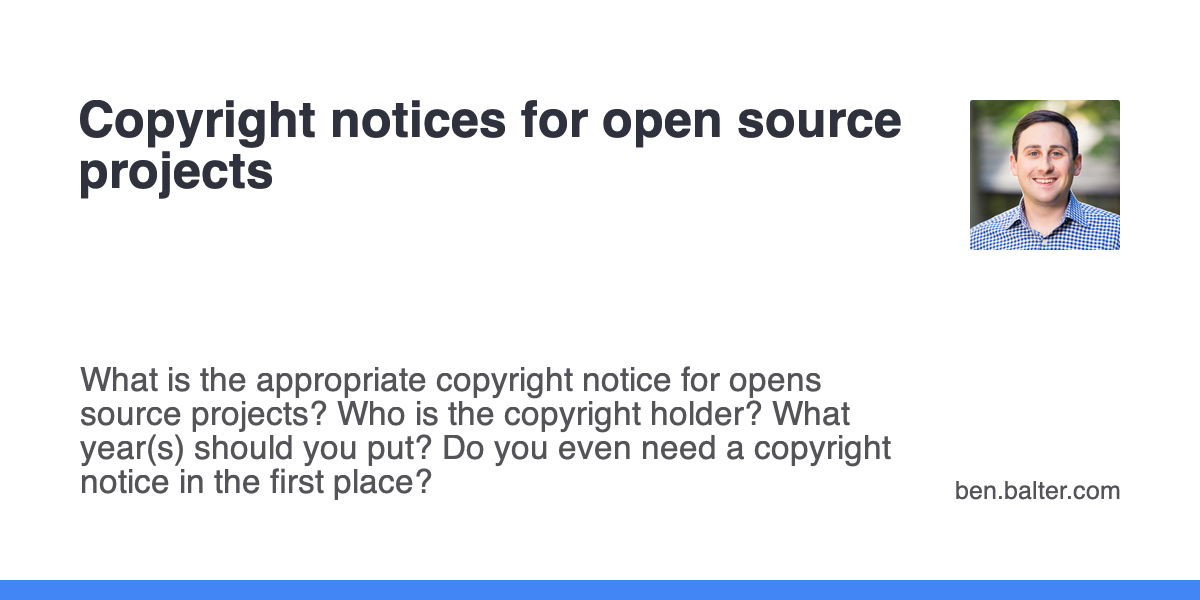 Copyright notices for open source
projects
What is the appropriate copyright notice for opens
source projects? Who is the copyright holder? What
year(s) should you put? Do you even need a copyright
notice in the first place?
ben.balter.com